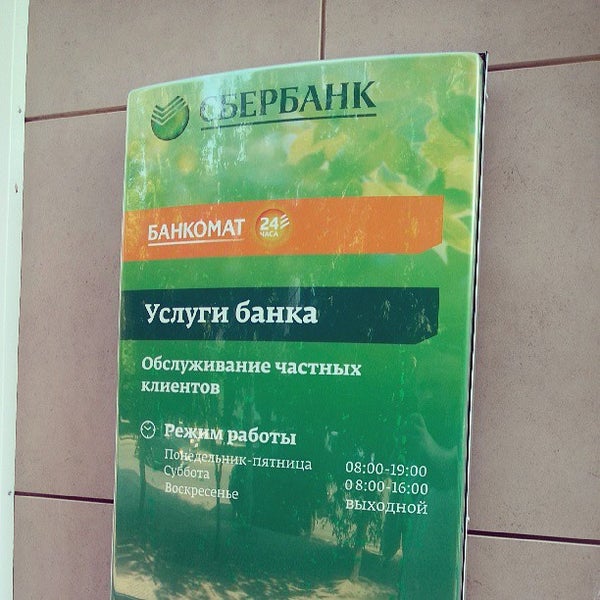 СБЕРБАНК
БАНКОМАТ 24 ЧАСА
Услуги банка
Обслуживание частных
клиентов
Режим работы
Понедельник-пятница 08:00-19:00
Суббота 08:00-16:00
Воскресенье выходной